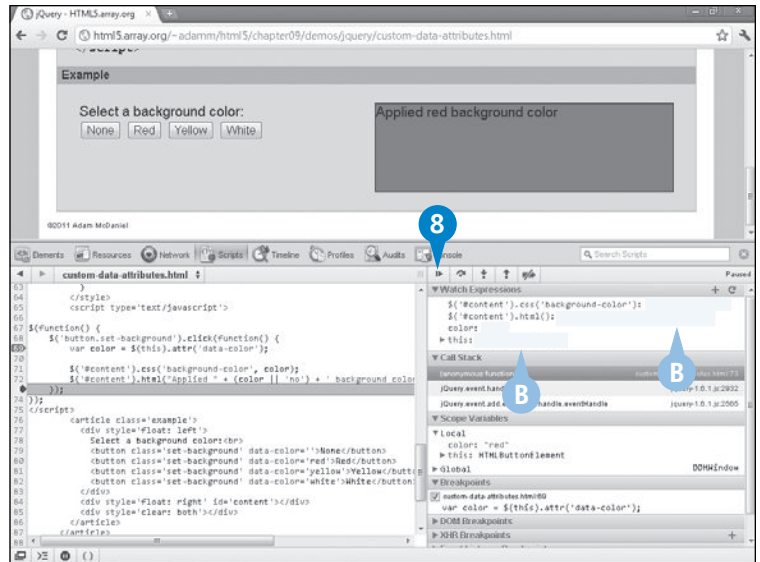 jQuery - HTML5.array.org
html5.array.org/~adamm/html5/chapter09/demos/jquery/custom-data-attributes.html
</script>
Example
Select a background color:
None Red Yellow White
Applied red background color
©2011 Adam McDaniel
8
Elements Resources Network Scripts Timeline Profiles Audits Console
Search Scripts
custom-data-attributes.html
Paused
63 }
64 </style>
65 <script type='text/javascript'>
66
67 $(function() {
68 $('button.set-background').click(function() {
69 var color = $(this).attr('data-color');
70
71 $('#content').css('background-color', color);
72 $('#content').html("Applied " + (color || 'no') + ' background color
});
74 });
75 </script>
76 <article class='example'>
77 <div style='float: left'>
78 Select a background color:<br>
79 <button class='set-background' data-color=''>None</button>
80 <button class='set-background' data-color='red'>Red</button>
81 <button class='set-background' data-color='yellow'>Yellow</butto
82 <button class='set-background' data-color='white'>White</button>
83 </div>
84 <div style='float: right' id='content'></div>
85 <div style='clear: both'></div>
86 </article>
87 </article>
88
Watch Expressions
$('#content').css('background-color'):
$('#content').html():
color:
this:
B
B
Call Stack
(anonymous function)
jQuery.event.hand jquery-1.6.1.js:2932
jQuery.event.add. handle.eventHandle jquery-1.6.1.js:2566
Scope Variables
Local
color: "red"
this: HTMLButtonElement
Global DOMWindow
Breakpoints
custom-data-attributes.html:69
var color = $(this).attr('data-color');
DOM Breakpoints
XHR Breakpoints